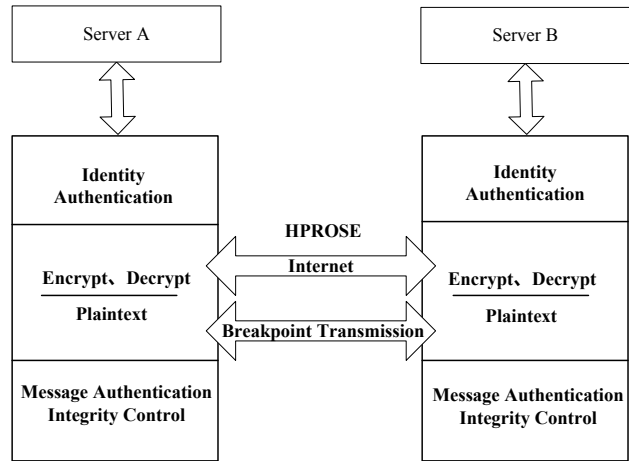 Server A
Server B
Identity
Authentication
Identity
Authentication
HPROSE
Internet
Encrypt、Decrypt
Plaintext
Encrypt、Decrypt
Plaintext
Breakpoint Transmission
Message Authentication
Integrity Control
Message Authentication
Integrity Control